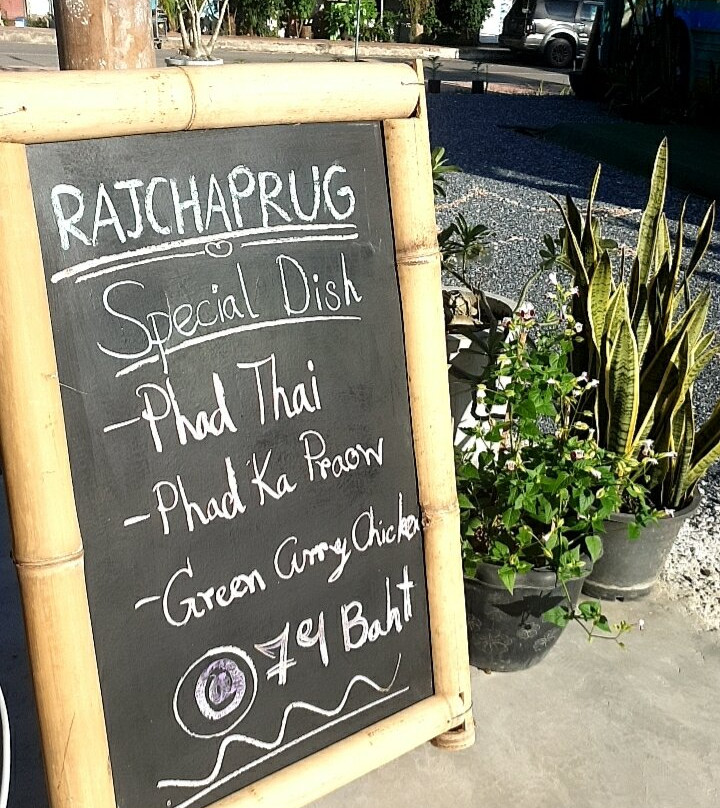 RAJCHAPRUG
Special Dish
-Phad Thai
-Phad Ka Praow
-Green Curry Chicken
@ 79 Baht